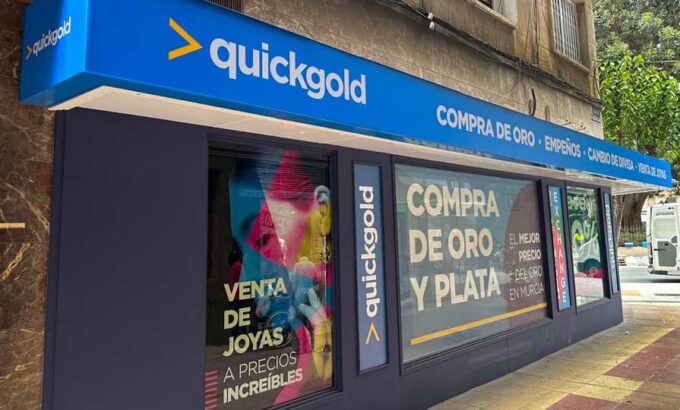 quickgold
> quickgold
COMPRA DE ORO · EMPEÑOS · CAMBIO DE DIVISA · VENTA DE JOYAS
VENTA
DE
JOYAS
A PRECIOS
INCREÍBLES
> quickgold
COMPRA
DE ORO
Y PLATA
EL MEJOR
PRECIO
DEL ORO
EN MURCIA
EXCHANGE